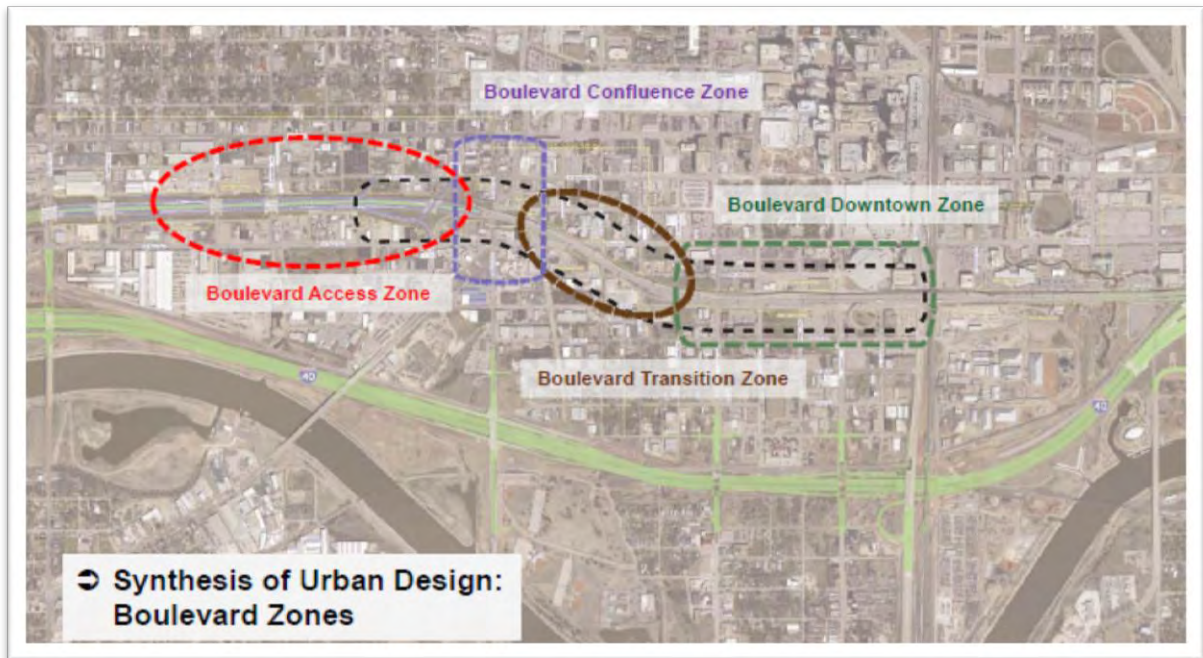 Boulevard Confluence Zone
Boulevard Downtown Zone
Boulevard Access Zone
Boulevard Transition Zone
40
40
➲ Synthesis of Urban Design:
Boulevard Zones